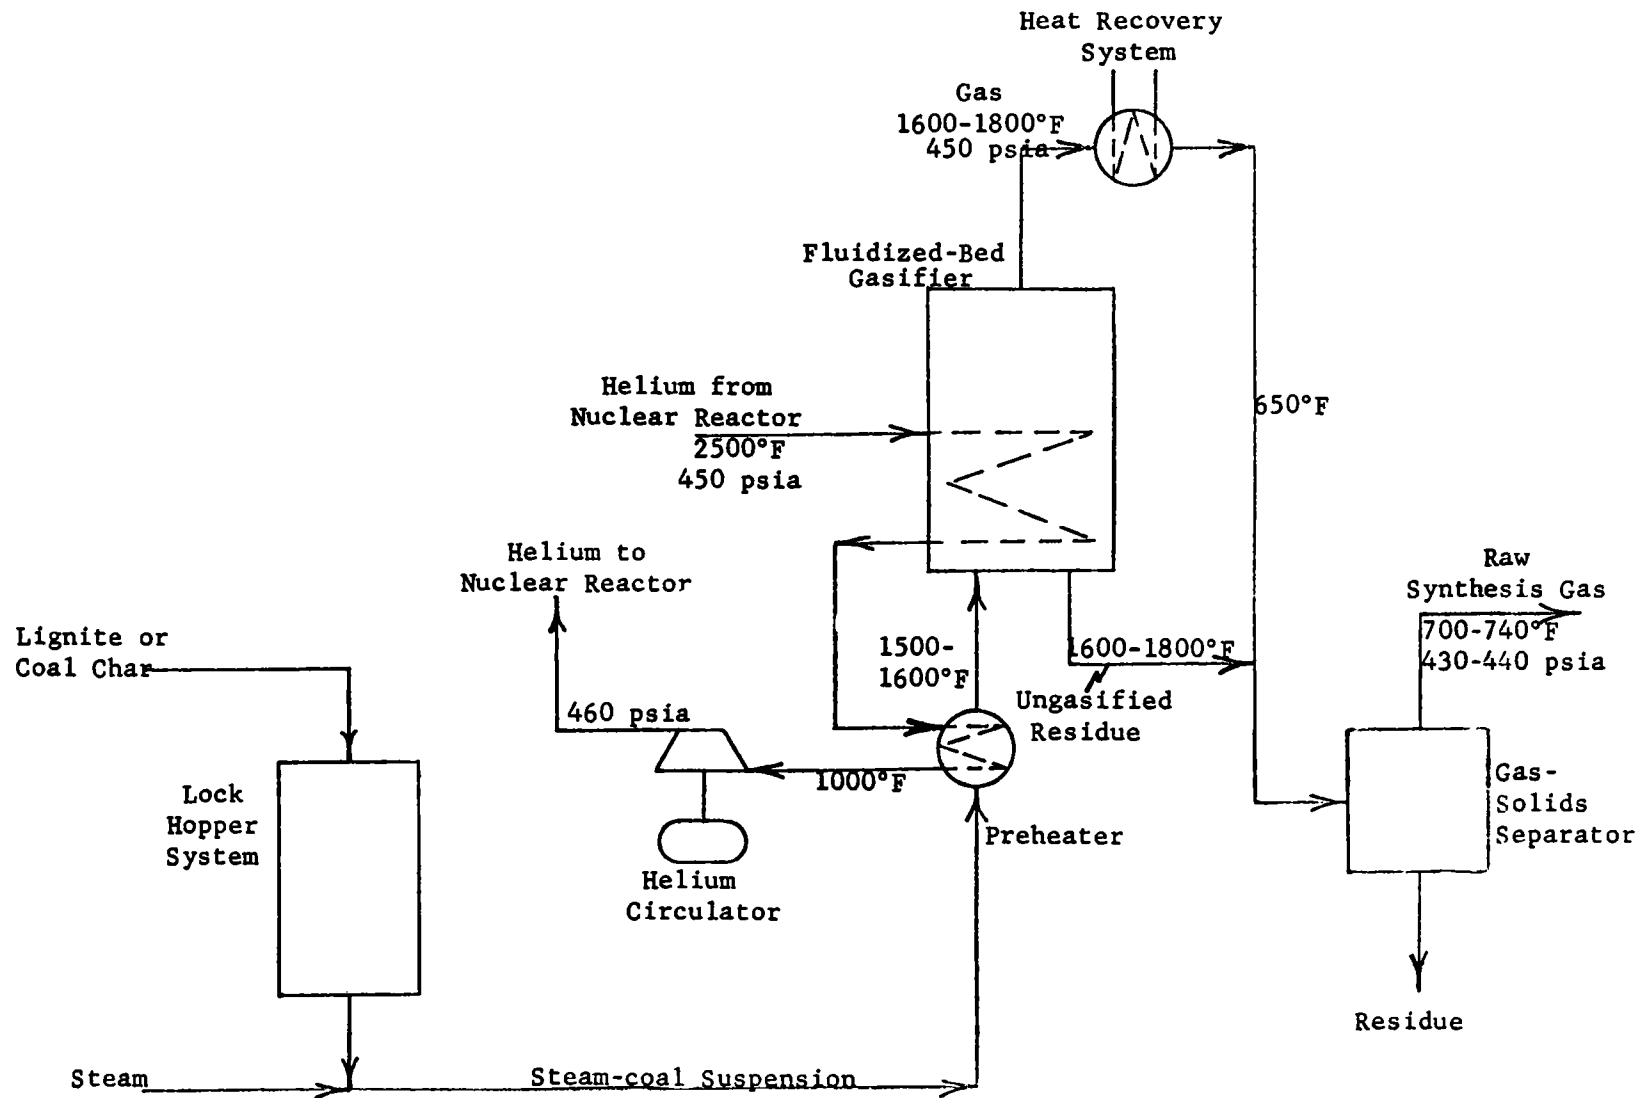 Heat Recovery
System
Gas
1600-1800°F
450 psia
Fluidized-Bed
Gasifier
Helium from
Nuclear Reactor
2500°F
450 psia
650°F
Helium to
Nuclear Reactor
Raw
Synthesis Gas
700-740°F
430-440 psia
Lignite or
Coal Char
1500-
1600°F
1600-1800°F
Ungasified
Residue
460 psia
1000°F
Lock
Hopper
System
Gas-
Solids
Separator
Preheater
Helium
Circulator
Residue
Steam
Steam-coal Suspension